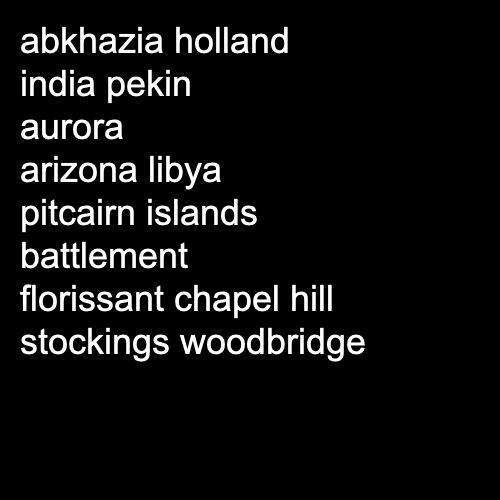 abkhazia holland
india pekin
aurora
arizona libya
pitcairn islands
battlement
florissant chapel hill
stockings woodbridge